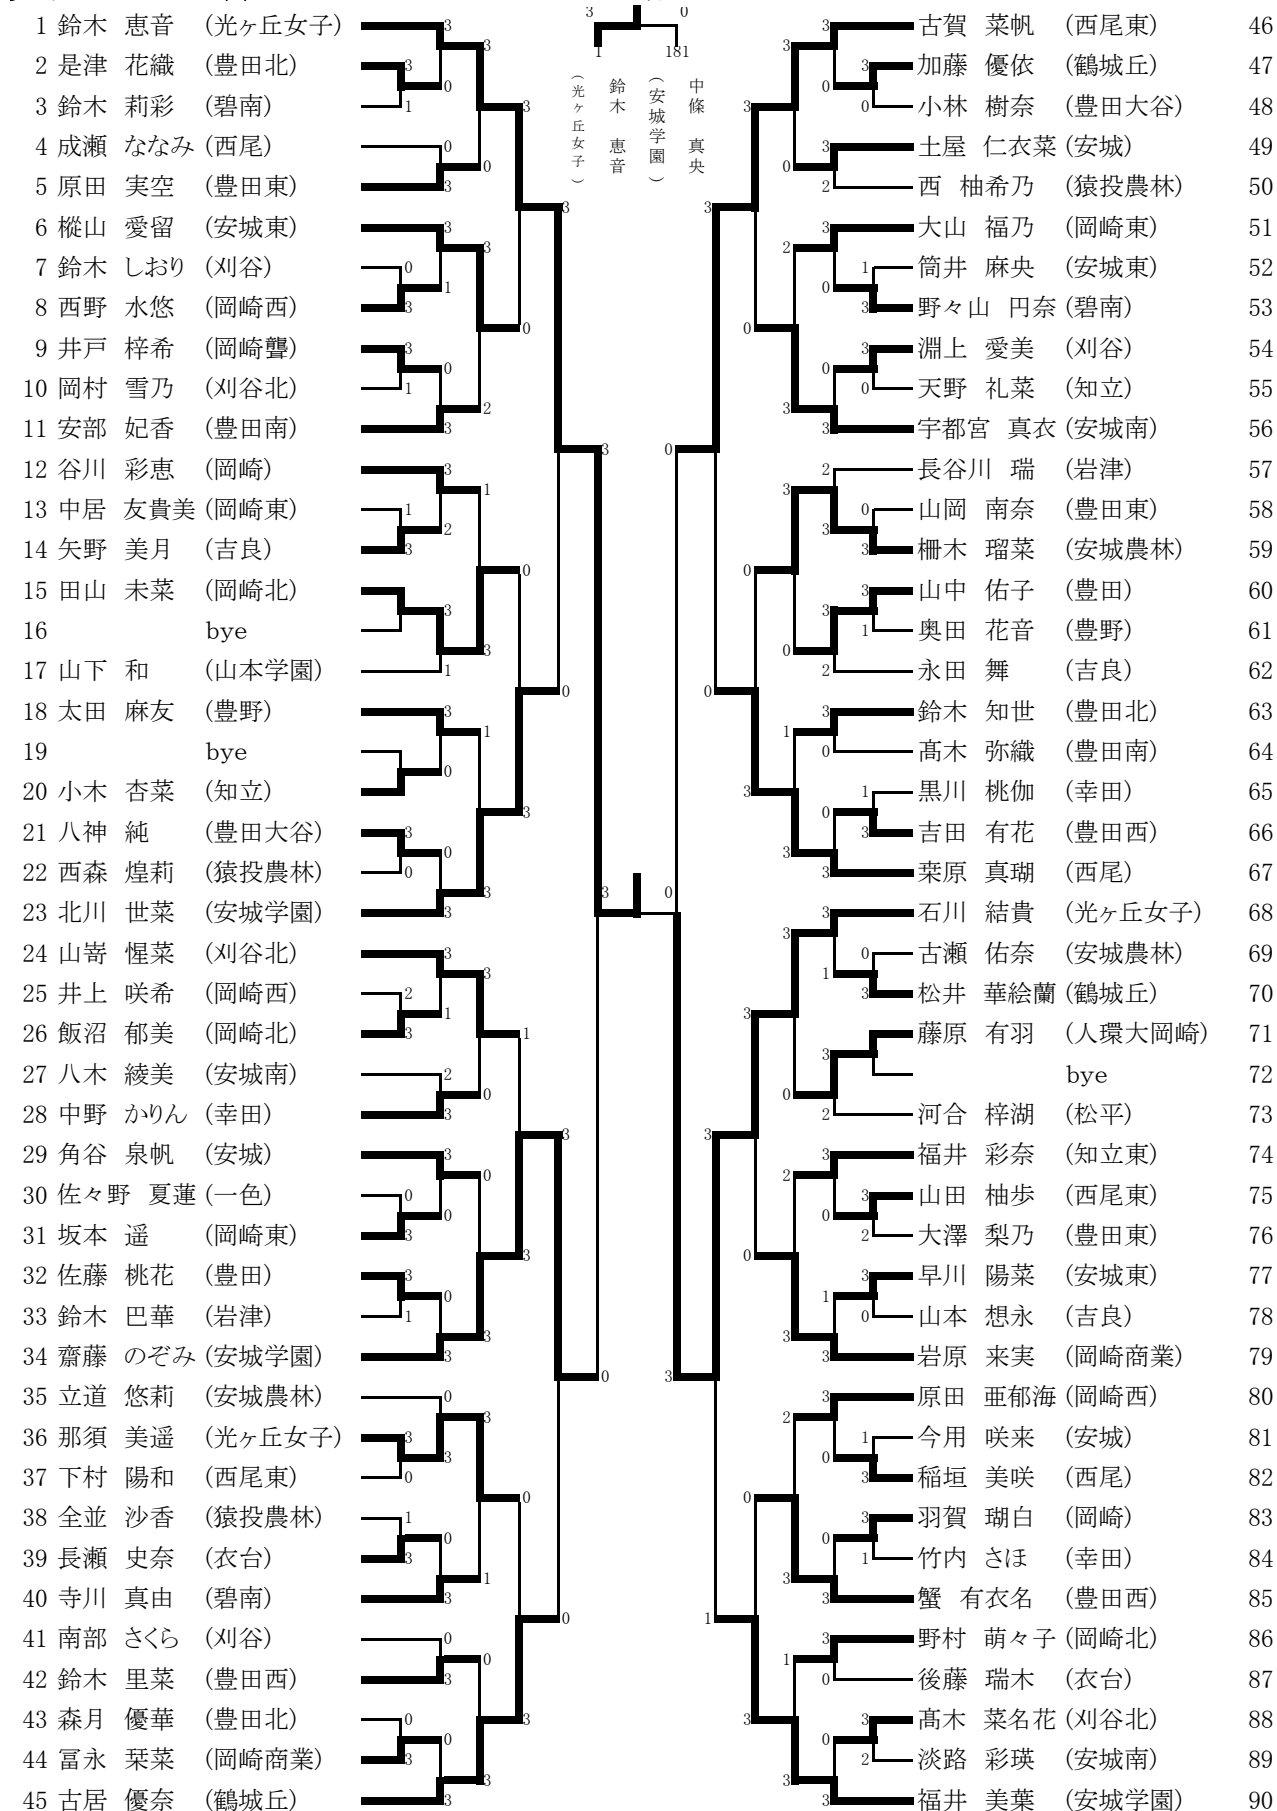 3 0
1 181
鈴木 恵音 (光ヶ丘女子)
中條 真央 (安城学園)
1 鈴木 恵音 (光ヶ丘女子)
2 是津 花織 (豊田北)
3 鈴木 莉彩 (碧南)
4 成瀬 ななみ (西尾)
5 原田 実空 (豊田東)
6 樅山 愛留 (安城東)
7 鈴木 しおり (刈谷)
8 西野 水悠 (岡崎西)
9 井戸 梓希 (岡崎聾)
10 岡村 雪乃 (刈谷北)
11 安部 妃香 (豊田南)
12 谷川 彩恵 (岡崎)
13 中居 友貴美 (岡崎東)
14 矢野 美月 (吉良)
15 田山 未菜 (岡崎北)
16 bye
17 山下 和 (山本学園)
18 太田 麻友 (豊野)
19 bye
20 小木 杏菜 (知立)
21 八神 純 (豊田大谷)
22 西森 煌莉 (猿投農林)
23 北川 世菜 (安城学園)
24 山嵜 惺菜 (刈谷北)
25 井上 咲希 (岡崎西)
26 飯沼 郁美 (岡崎北)
27 八木 綾美 (安城南)
28 中野 かりん (幸田)
29 角谷 泉帆 (安城)
30 佐々野 夏蓮 (一色)
31 坂本 遥 (岡崎東)
32 佐藤 桃花 (豊田)
33 鈴木 巴華 (岩津)
34 齋藤 のぞみ (安城学園)
35 立道 悠莉 (安城農林)
36 那須 美遥 (光ヶ丘女子)
37 下村 陽和 (西尾東)
38 全並 沙香 (猿投農林)
39 長瀬 史奈 (衣台)
40 寺川 真由 (碧南)
41 南部 さくら (刈谷)
42 鈴木 里菜 (豊田西)
43 森月 優華 (豊田北)
44 冨永 栞菜 (岡崎商業)
45 古居 優奈 (鶴城丘)
古賀 菜帆 (西尾東) 46
加藤 優依 (鶴城丘) 47
小林 樹奈 (豊田大谷) 48
土屋 仁衣菜 (安城) 49
西 柚希乃 (猿投農林) 50
大山 福乃 (岡崎東) 51
筒井 麻央 (安城東) 52
野々山 円奈 (碧南) 53
淵上 愛美 (刈谷) 54
天野 礼菜 (知立) 55
宇都宮 真衣 (安城南) 56
長谷川 瑞 (岩津) 57
山岡 南奈 (豊田東) 58
柵木 瑠菜 (安城農林) 59
山中 佑子 (豊田) 60
奥田 花音 (豊野) 61
永田 舞 (吉良) 62
鈴木 知世 (豊田北) 63
髙木 弥織 (豊田南) 64
黒川 桃伽 (幸田) 65
吉田 有花 (豊田西) 66
桒原 真瑚 (西尾) 67
石川 結貴 (光ヶ丘女子) 68
古瀬 佑奈 (安城農林) 69
松井 華絵蘭 (鶴城丘) 70
藤原 有羽 (人環大岡崎) 71
bye 72
河合 梓湖 (松平) 73
福井 彩奈 (知立東) 74
山田 柚歩 (西尾東) 75
大澤 梨乃 (豊田東) 76
早川 陽菜 (安城東) 77
山本 想永 (吉良) 78
岩原 来実 (岡崎商業) 79
原田 亜郁海 (岡崎西) 80
今用 咲来 (安城) 81
稲垣 美咲 (西尾) 82
羽賀 瑚白 (岡崎) 83
竹内 さほ (幸田) 84
蟹 有衣名 (豊田西) 85
野村 萌々子 (岡崎北) 86
後藤 瑞木 (衣台) 87
髙木 菜名花 (刈谷北) 88
淡路 彩瑛 (安城南) 89
福井 美葉 (安城学園) 90